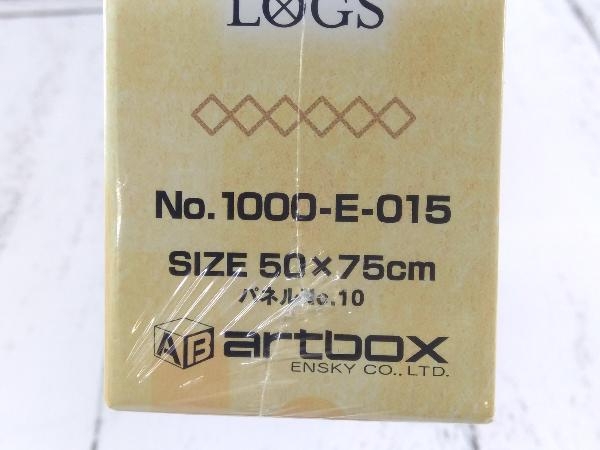 LOGS
No.1000-E-015
SIZE 50×75cm
パネルNo.10
AB artbox
ENSKY CO., LTD.